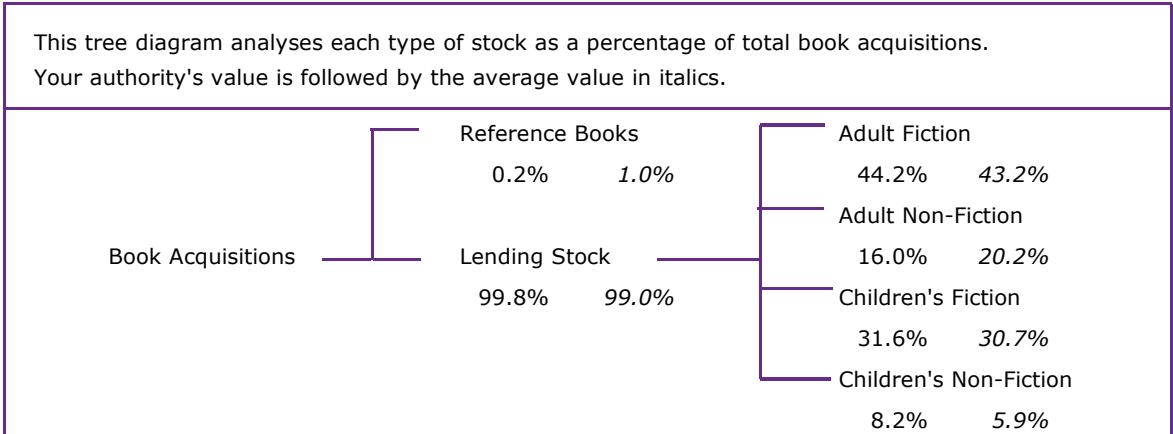 This tree diagram analyses each type of stock as a percentage of total book acquisitions.
Your authority's value is followed by the average value in italics.
Reference Books
0.2% 1.0%
Book Acquisitions
Lending Stock
99.8% 99.0%
Adult Fiction
44.2% 43.2%
Adult Non-Fiction
16.0% 20.2%
Children's Fiction
31.6% 30.7%
Children's Non-Fiction
8.2% 5.9%